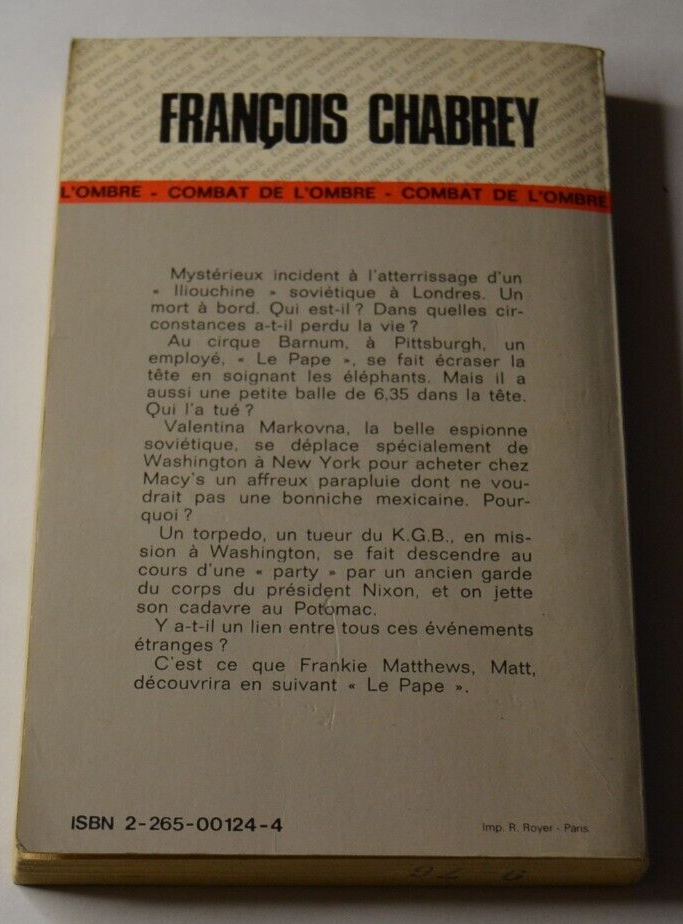 FRANÇOIS CHABREY
L'OMBRE - COMBAT DE L'OMBRE - COMBAT DE L'OMBRE
Mystérieux incident à l'atterrissage d'un
« Iliouchine » soviétique à Londres. Un
mort à bord. Qui est-il ? Dans quelles cir-
constances a-t-il perdu la vie ?
Au cirque Barnum, à Pittsburgh, un
employé, « Le Pape », se fait écraser la
tête en soignant les éléphants. Mais il a
aussi une petite balle de 6,35 dans la tête.
Qui l'a tué ?
Valentina Markovna, la belle espionne
soviétique, se déplace spécialement de
Washington à New York pour acheter chez
Macy's un affreux parapluie dont ne vou-
drait pas une bonniche mexicaine. Pour-
quoi ?
Un torpedo, un tueur du K.G.B., en mis-
sion à Washington, se fait descendre au
cours d'une « party » par un ancien garde
du corps du président Nixon, et on jette
son cadavre au Potomac.
Y a-t-il un lien entre tous ces événements
étranges ?
C'est ce que Frankie Matthews, Matt,
découvrira en suivant « Le Pape ».
ISBN 2-265-00124-4
Imp. R. Royer - Paris